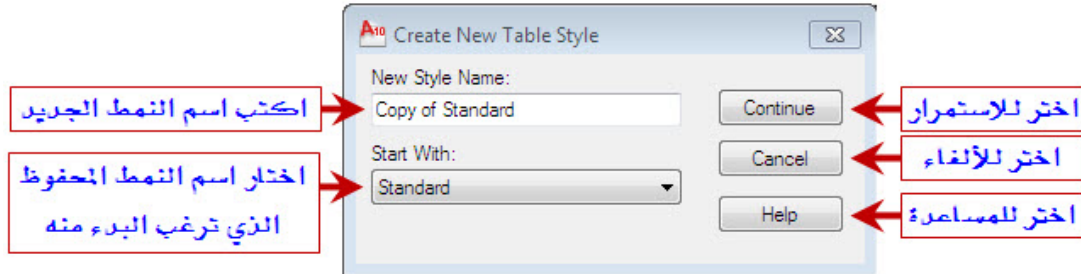 A10 Create New Table Style
New Style Name:
اكتب اسم النمط الجديد
Copy of Standard
Continue
اختر للاستمرار
Start With:
Cancel
اختر للألغاء
اختار اسم النمط المحفوظ
الذي ترغب البدء منه
Standard
Help
اختر للمساعدة